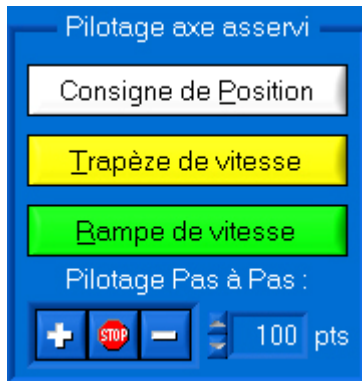 Pilotage axe asservi
Consigne de Position
Trapèze de vitesse
Rampe de vitesse
Pilotage Pas à Pas :
+ STOP - 100 pts